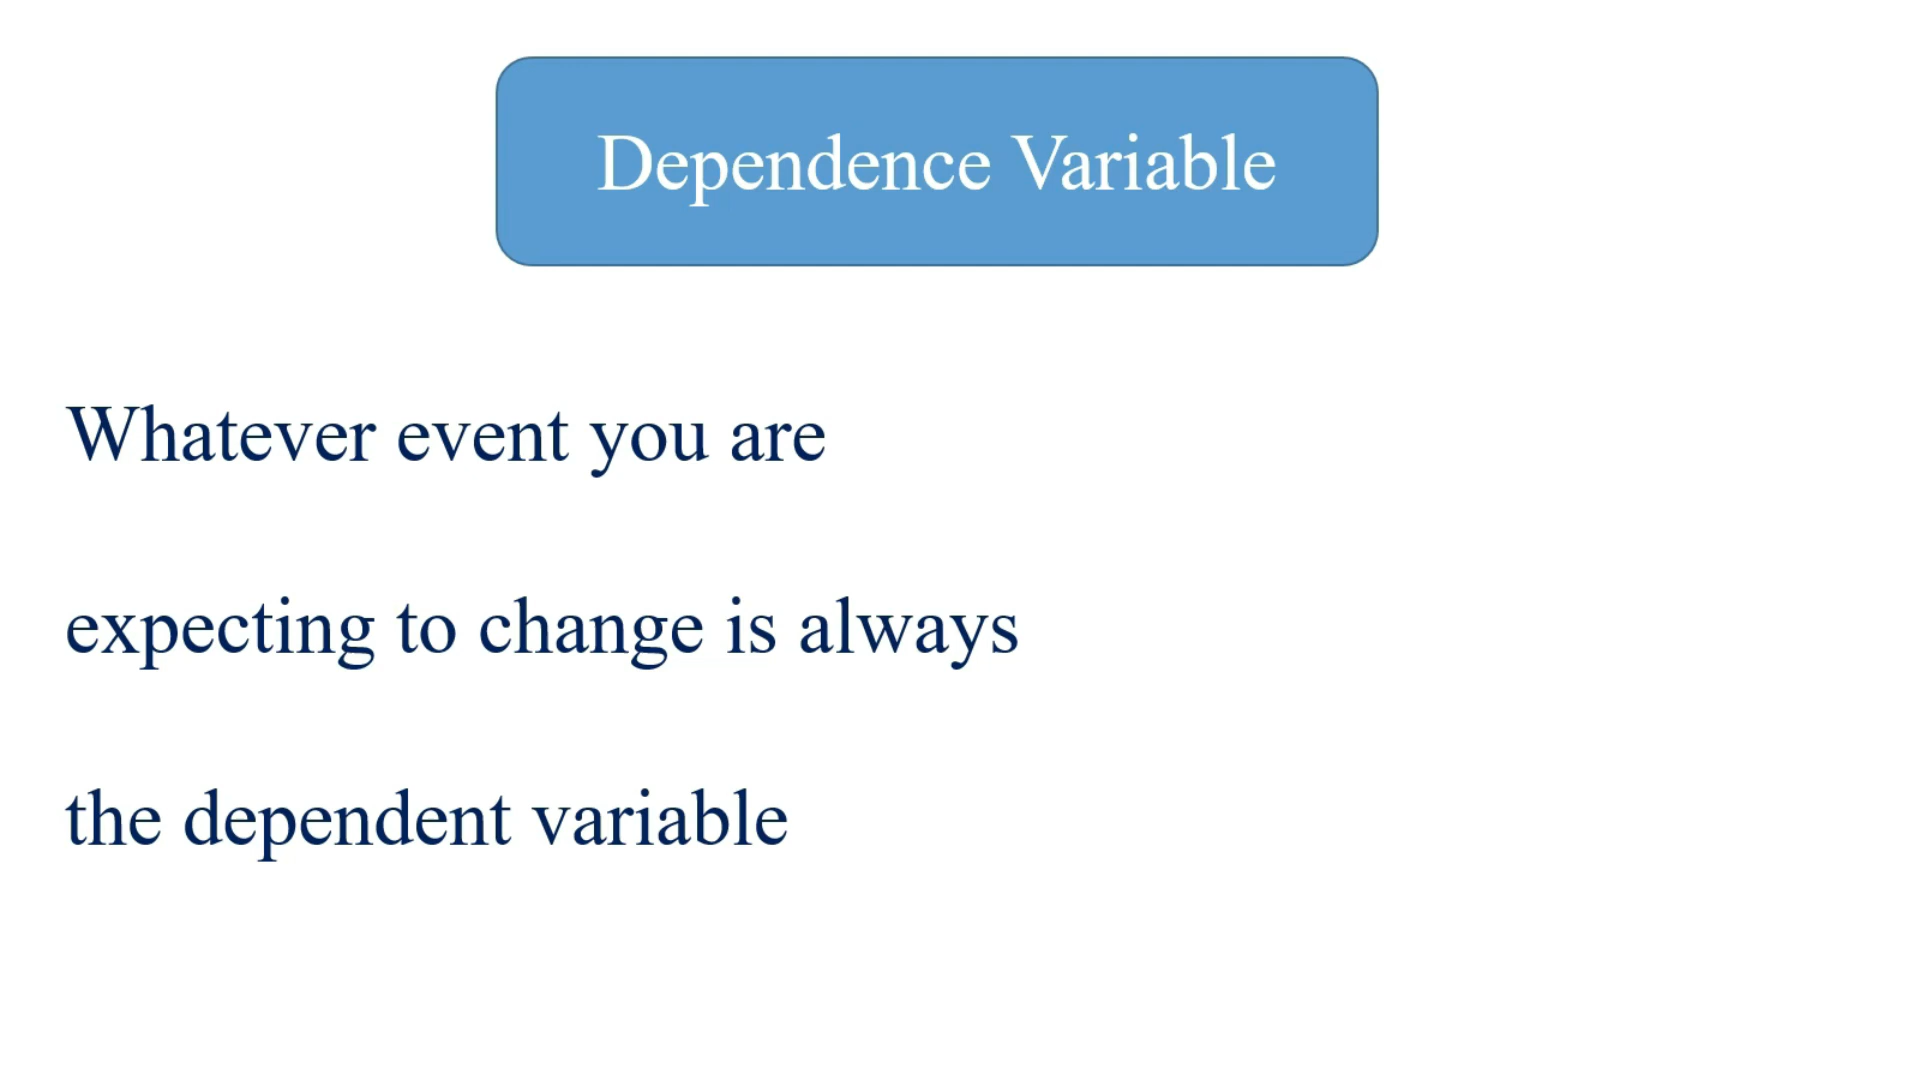 Dependence Variable
Whatever event you are
expecting to change is always
the dependent variable